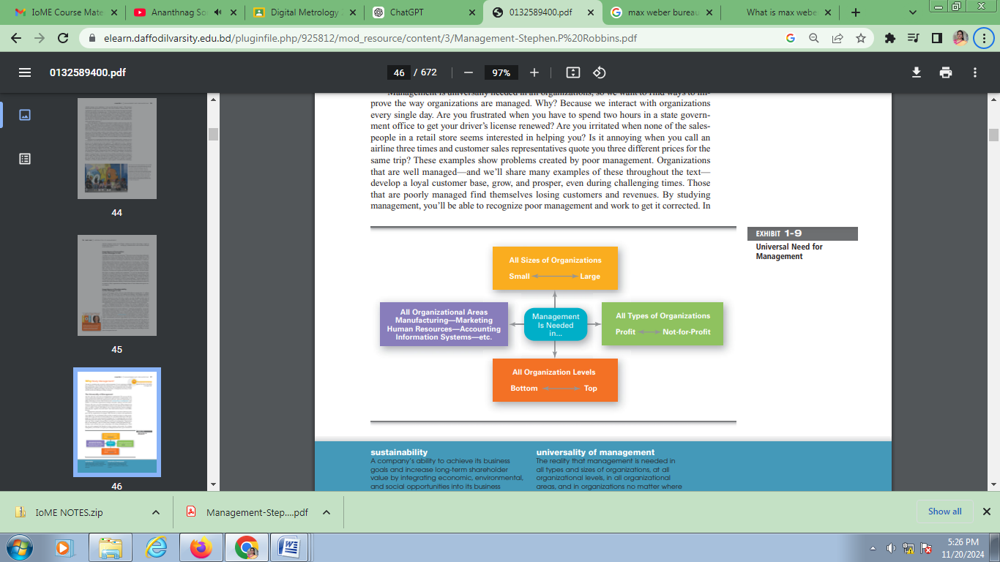 IoME Course Mate
Ananthnag So
Digital Metrology
ChatGPT
0132589400.pdf
max weber bureau
What is max webe
elearn.daffodilvarsity.edu.bd/pluginfile.php/925812/mod_resource/content/3/Management-Stephen.P%20Robbins.pdf
0132589400.pdf
46 / 672
97%
44
45
46
Management is universally needed in all organizations, so we want to find ways to im-
prove the way organizations are managed. Why? Because we interact with organizations
every single day. Are you frustrated when you have to spend two hours in a state govern-
ment office to get your driver's license renewed? Are you irritated when none of the sales-
people in a retail store seems interested in helping you? Is it annoying when you call an
airline three times and customer sales representatives quote you three different prices for the
same trip? These examples show problems created by poor management. Organizations
that are well managed—and we'll share many examples of these throughout the text—
develop a loyal customer base, grow, and prosper, even during challenging times. Those
that are poorly managed find themselves losing customers and revenues. By studying
management, you'll be able to recognize poor management and work to get it corrected. In
EXHIBIT 1-9
Universal Need for
Management
All Sizes of Organizations
Small Large
All Organizational Areas
Manufacturing—Marketing
Human Resources—Accounting
Information Systems—etc.
Management
Is Needed
in...
All Types of Organizations
Profit Not-for-Profit
All Organization Levels
Bottom Top
sustainability
A company's ability to achieve its business
goals and increase long-term shareholder
value by integrating economic, environmental,
and social opportunities into its business
universality of management
The reality that management is needed in
all types and sizes of organizations, at all
organizational levels, in all organizational
areas, and in organizations no matter where
IoME NOTES.zip
Management-Step....pdf
Show all
5:26 PM
11/20/2024